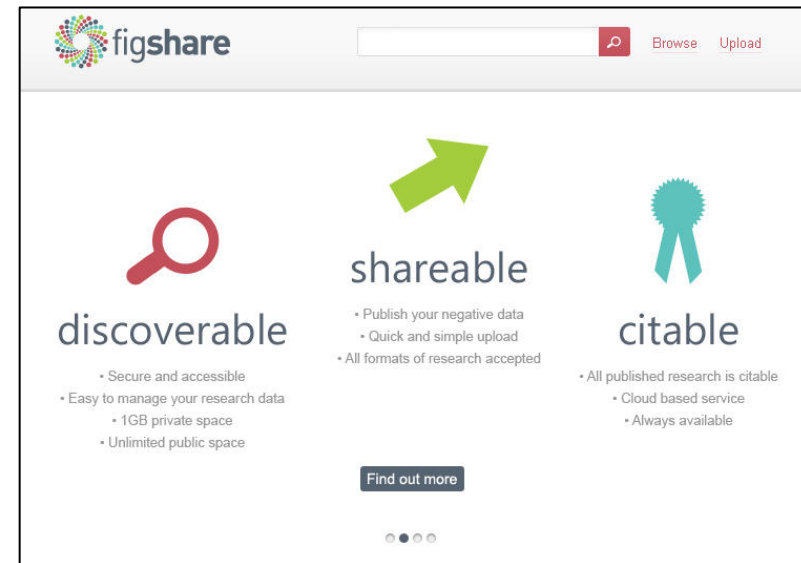 figshare
Browse Upload
discoverable
• Secure and accessible
• Easy to manage your research data
• 1GB private space
• Unlimited public space
shareable
• Publish your negative data
• Quick and simple upload
• All formats of research accepted
citable
• All published research is citable
• Cloud based service
• Always available
Find out more